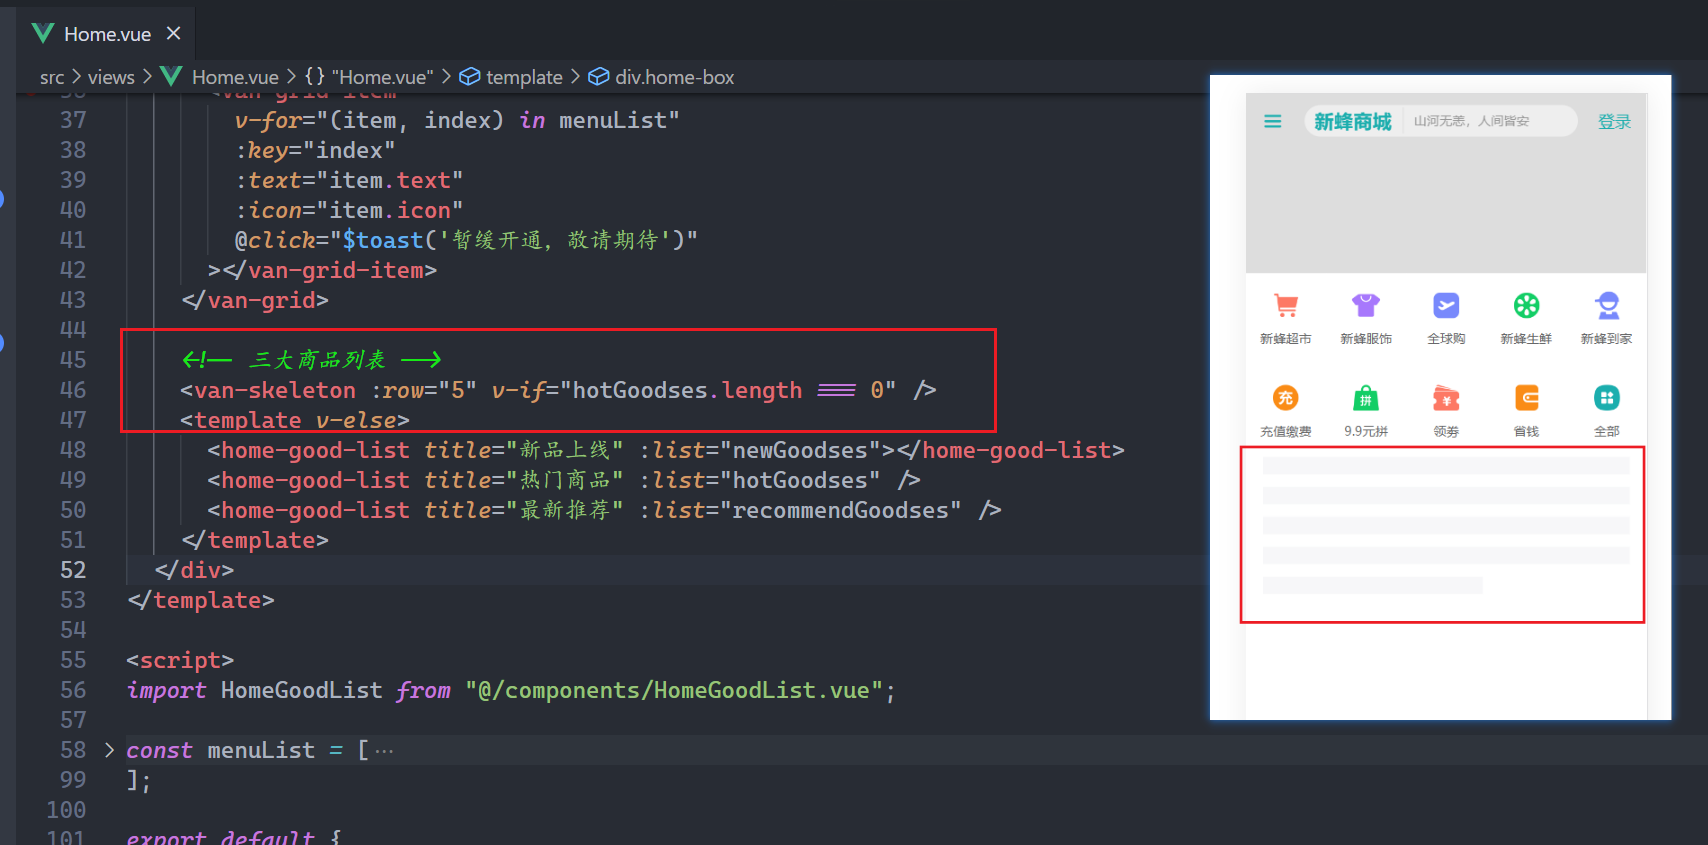 Home.vue
src > views > Home.vue > {} "Home.vue" > template > div.home-box
36 <van-grid-item
37 v-for="(item, index) in menuList"
38 :key="index"
39 :text="item.text"
40 :icon="item.icon"
41 @click="$toast('暂缓开通，敬请期待')"
42 ></van-grid-item>
43 </van-grid>
44
45 <!-- 三大商品列表 -->
46 <van-skeleton :row="5" v-if="hotGoodses.length === 0" />
47 <template v-else>
48 <home-good-list title="新品上线" :list="newGoodses"></home-good-list>
49 <home-good-list title="热门商品" :list="hotGoodses" />
50 <home-good-list title="最新推荐" :list="recommendGoodses" />
51 </template>
52 </div>
53 </template>
54
55 <script>
56 import HomeGoodList from "@/components/HomeGoodList.vue";
57
58 const menuList = […
99 ];
100
101 export default {
新蜂商城 山河无恙，人间皆安 登录
新蜂超市 新蜂服饰 全球购 新蜂生鲜 新蜂到家
充 拼 ¥
充值缴费 9.9元拼 领劵 省钱 全部